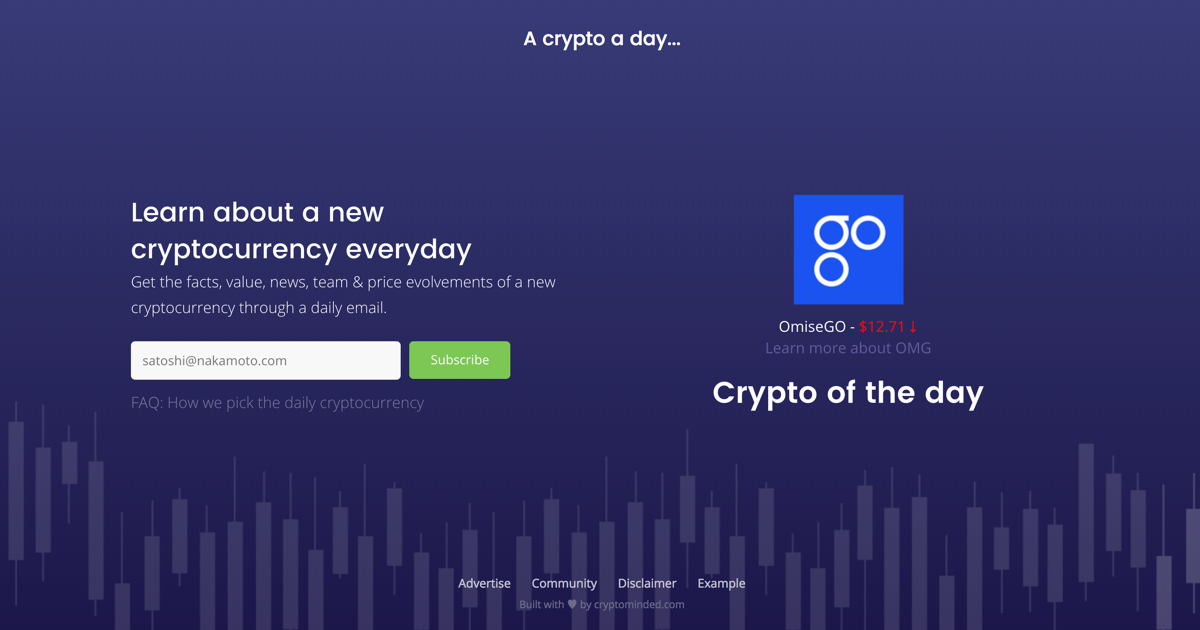 A crypto a day...
Learn about a new
cryptocurrency everyday
Get the facts, value, news, team & price evolvements of a new
cryptocurrency through a daily email.
satoshi@nakamoto.com
Subscribe
FAQ: How we pick the daily cryptocurrency
go
OmiseGO - $12.71 ↓
Learn more about OMG
Crypto of the day
Advertise Community Disclaimer Example
Built with ♥ by cryptominded.com